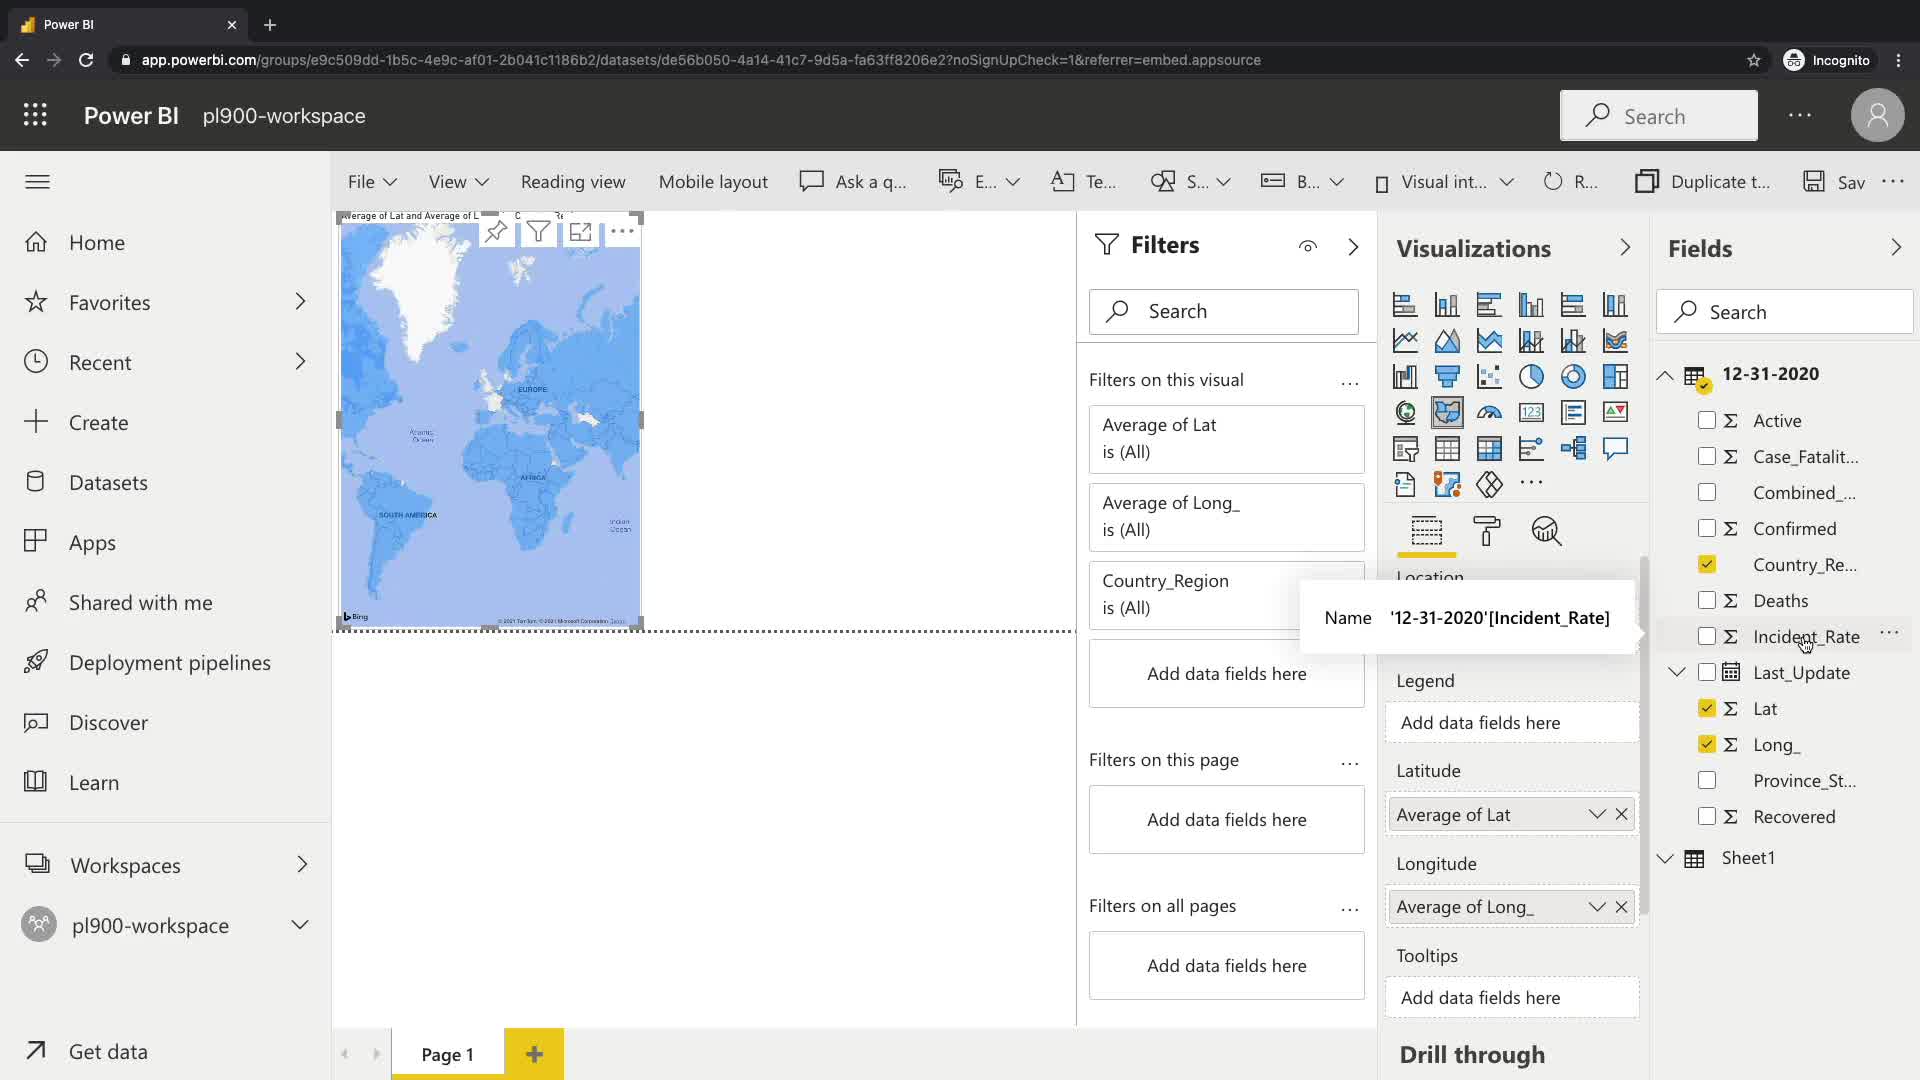 Power BI
app.powerbi.com/groups/e9c509dd-1b5c-4e9c-af01-2b041c1186b2/datasets/de56b050-4a14-41c7-9d5a-fa63ff8206e2?noSignUpCheck=1&referrer=embed.appsource
Incognito
Power BI pl900-workspace
Search
File View Reading view Mobile layout Ask a q... E... Te... S... B... Visual int... R... Duplicate t... Sav
Home
Favorites
Recent
Create
Datasets
Apps
Shared with me
Deployment pipelines
Discover
Learn
Workspaces
pl900-workspace
Get data
EUROPE
Atlantic
Ocean
AFRICA
SOUTH AMERICA
Indian
Ocean
Bing
Page 1
Filters
Search
Filters on this visual
Average of Lat
is (All)
Average of Long_
is (All)
Country_Region
is (All)
Add data fields here
Filters on this page
Add data fields here
Filters on all pages
Add data fields here
Visualizations
123
Location
Name '12-31-2020'[Incident_Rate]
Legend
Add data fields here
Latitude
Average of Lat
Longitude
Average of Long_
Tooltips
Add data fields here
Drill through
Fields
Search
12-31-2020
Active
Case_Fatalit...
Combined_...
Confirmed
Country_Re...
Deaths
Incident_Rate
Last_Update
Lat
Long_
Province_St...
Recovered
Sheet1